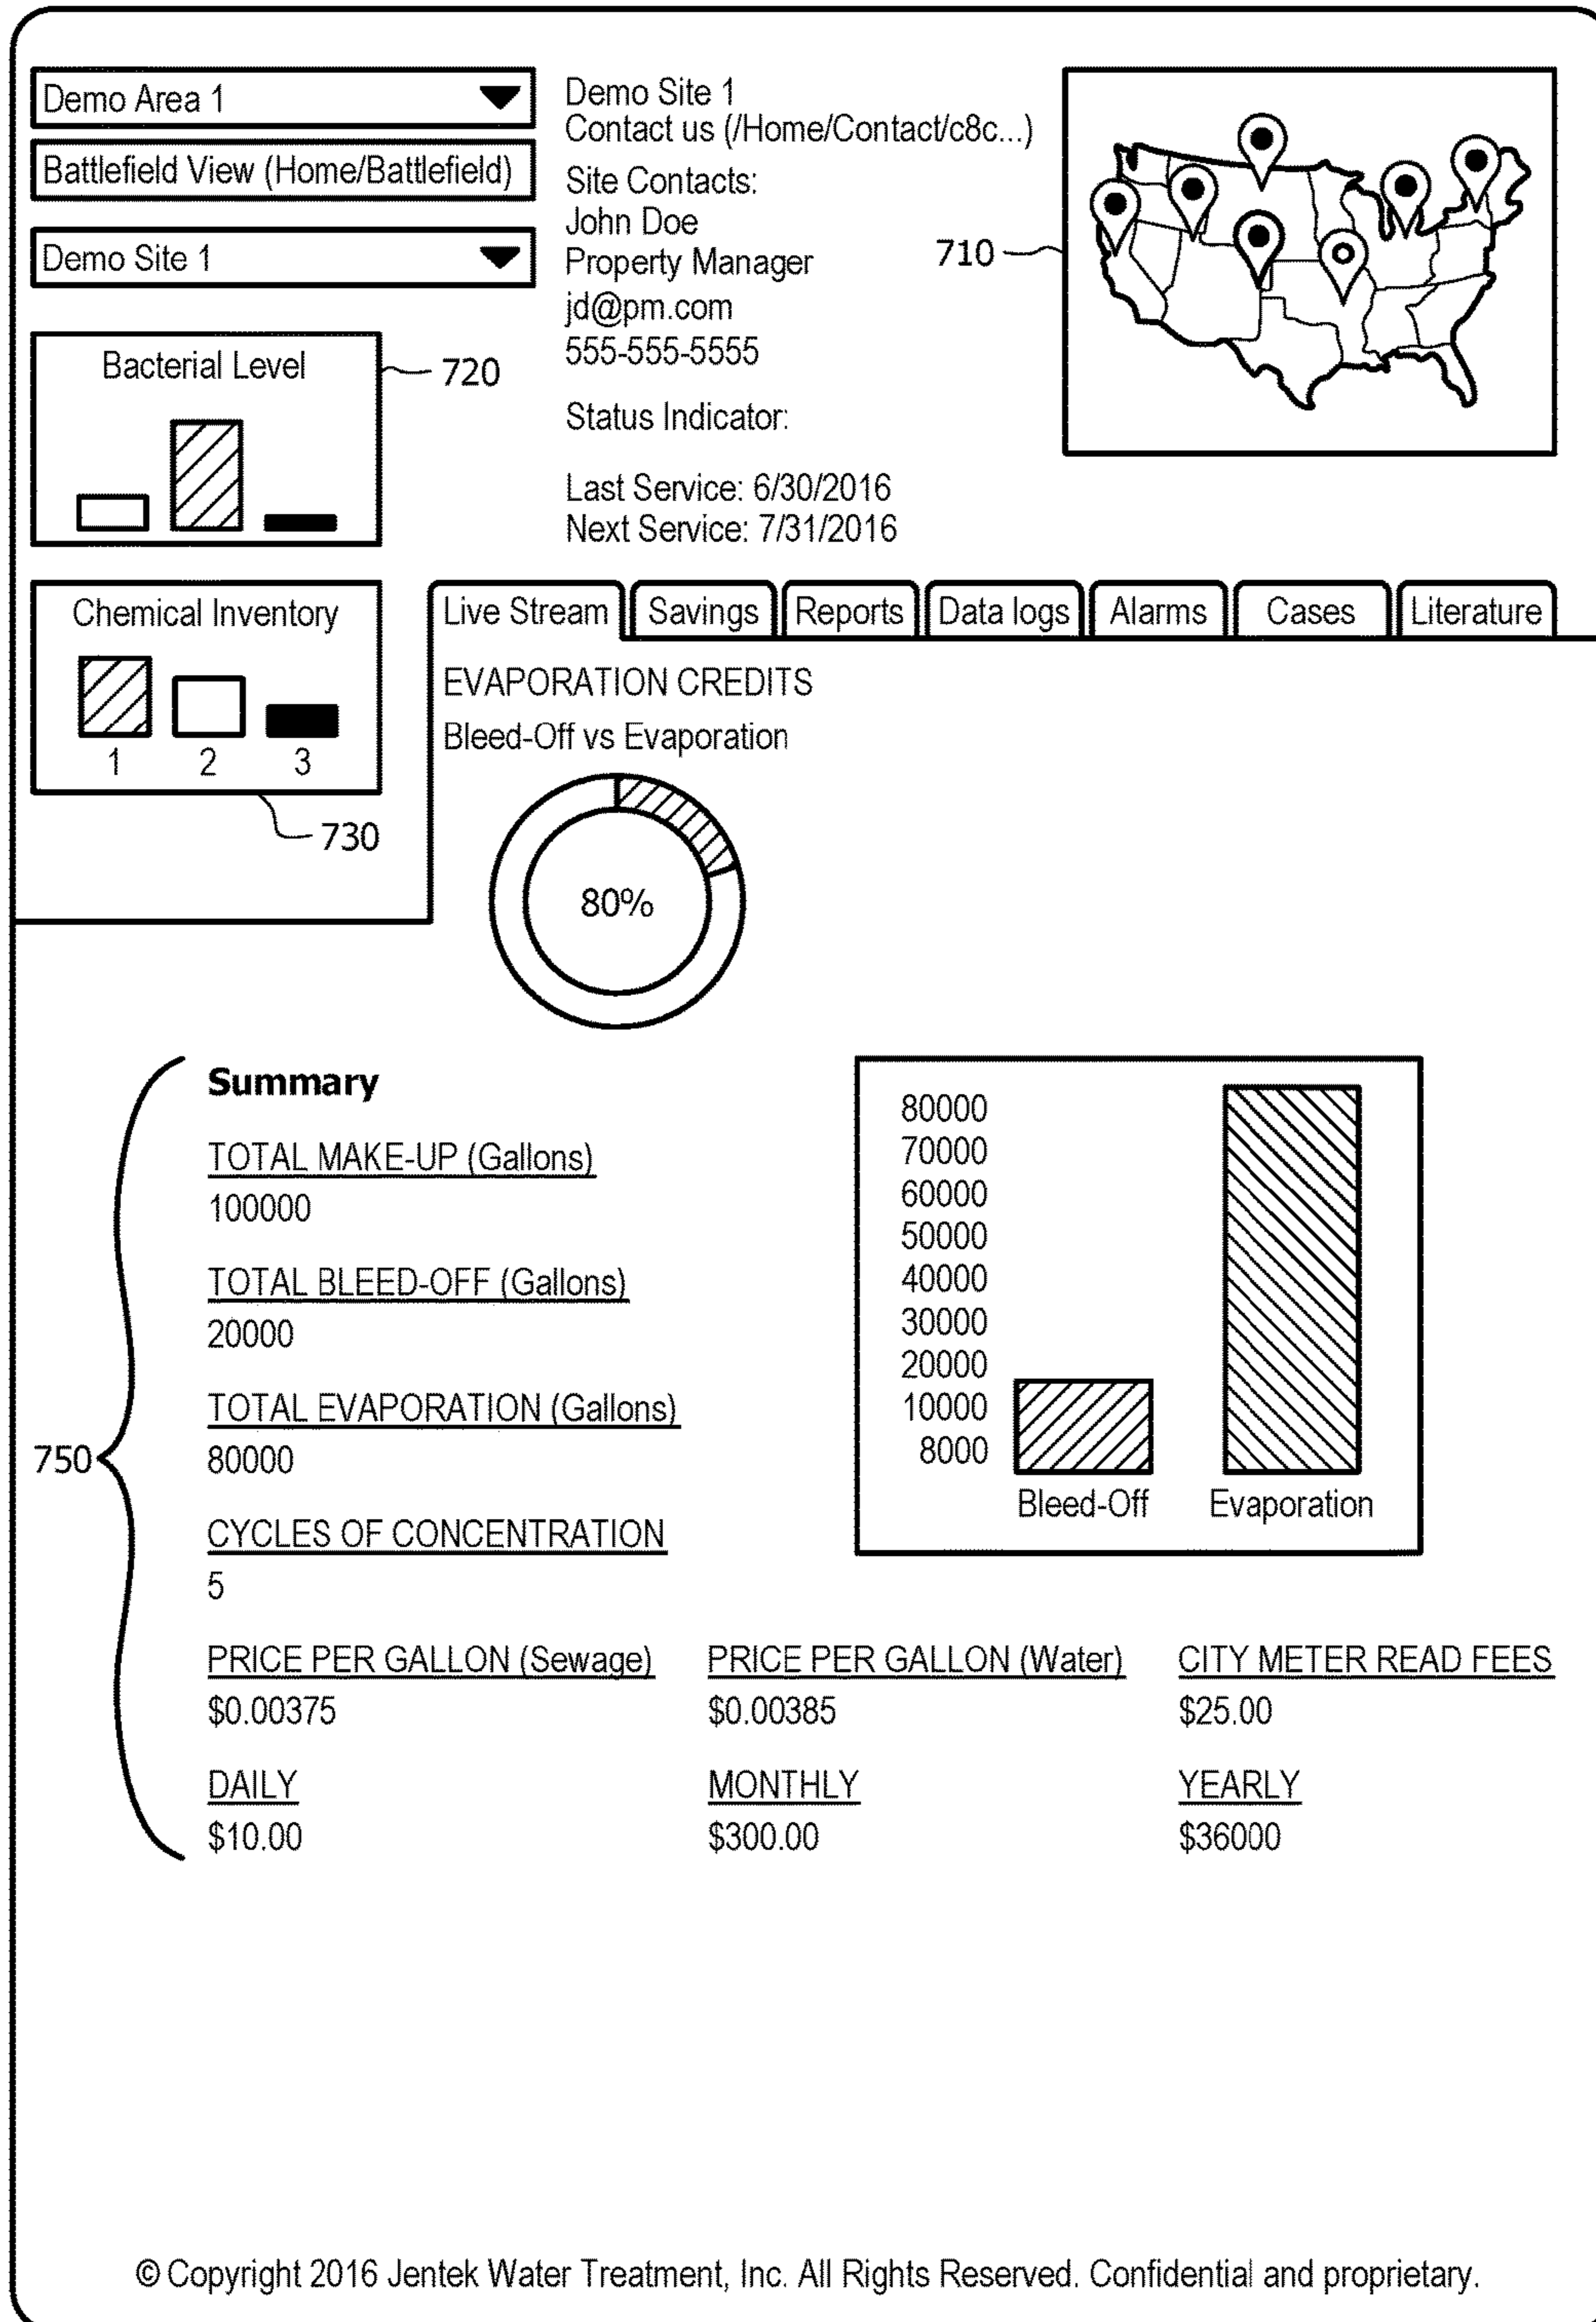 Demo Area 1
Battlefield View (Home/Battlefield)
Demo Site 1
Demo Site 1
Contact us (/Home/Contact/c8c...)
Site Contacts:
John Doe
Property Manager
jd@pm.com
555-555-5555
Status Indicator:
Last Service: 6/30/2016
Next Service: 7/31/2016
710
Bacterial Level
720
Chemical Inventory
1 2 3
730
Live Stream Savings Reports Data logs Alarms Cases Literature
EVAPORATION CREDITS
Bleed-Off vs Evaporation
80%
750
Summary
TOTAL MAKE-UP (Gallons)
100000
TOTAL BLEED-OFF (Gallons)
20000
TOTAL EVAPORATION (Gallons)
80000
CYCLES OF CONCENTRATION
5
80000
70000
60000
50000
40000
30000
20000
10000
8000
Bleed-Off Evaporation
PRICE PER GALLON (Sewage) PRICE PER GALLON (Water) CITY METER READ FEES
$0.00375 $0.00385 $25.00
DAILY MONTHLY YEARLY
$10.00 $300.00 $36000
© Copyright 2016 Jentek Water Treatment, Inc. All Rights Reserved. Confidential and proprietary.